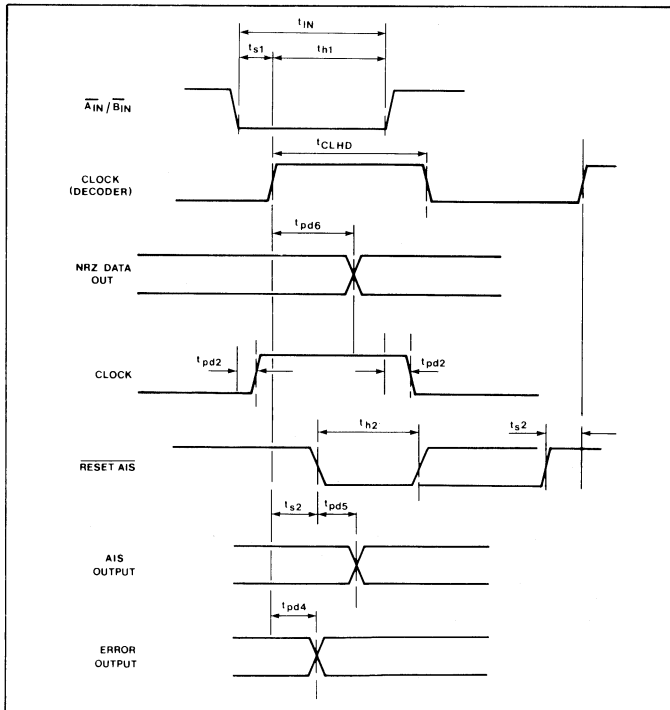 tIN
ts1 th1
AIN / BIN
tCLHD
CLOCK
(DECODER)
tpd6
NRZ DATA
OUT
tpd2 tpd2
CLOCK
th2 ts2
RESET AIS
ts2 tpd5
AIS
OUTPUT
tpd4
ERROR
OUTPUT